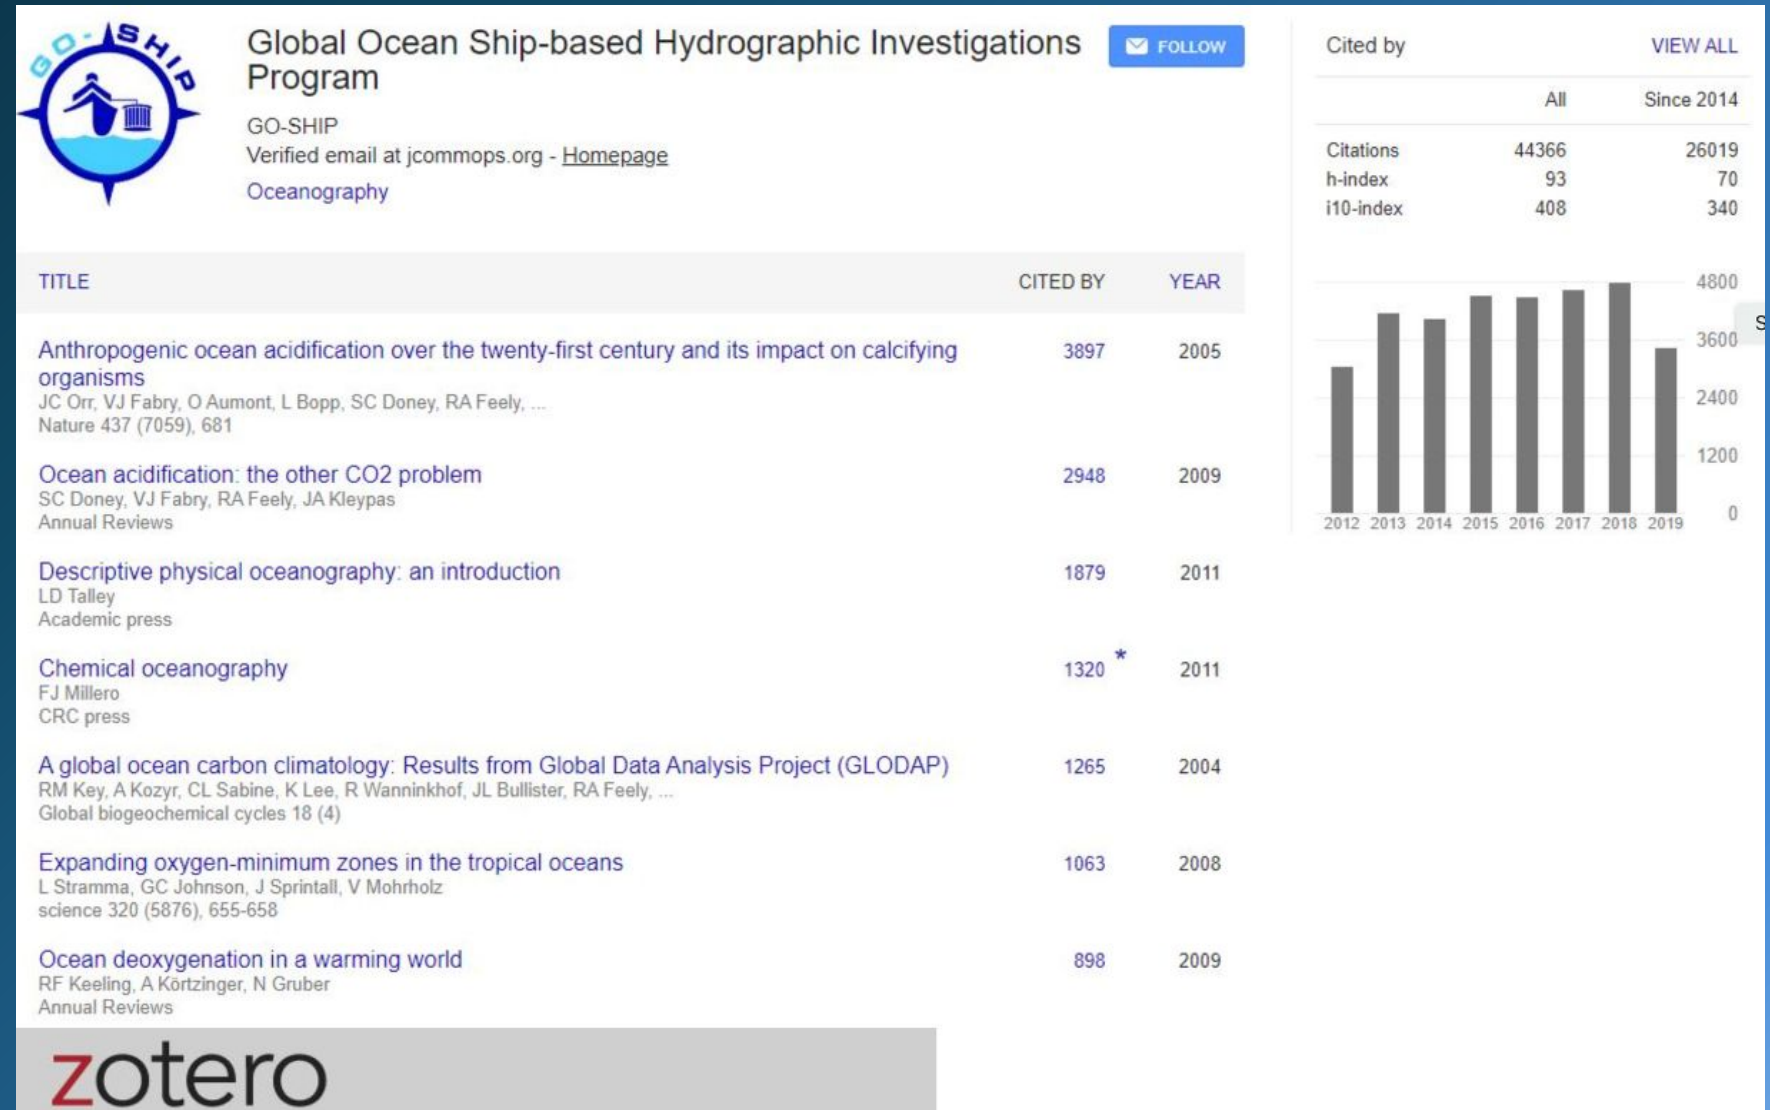 GO-SHIP
Global Ocean Ship-based Hydrographic Investigations
Program
FOLLOW
GO-SHIP
Verified email at jcommops.org - Homepage
Oceanography
TITLE CITED BY YEAR
Anthropogenic ocean acidification over the twenty-first century and its impact on calcifying 3897 2005
organisms
JC Orr, VJ Fabry, O Aumont, L Bopp, SC Doney, RA Feely, ...
Nature 437 (7059), 681
Ocean acidification: the other CO2 problem 2948 2009
SC Doney, VJ Fabry, RA Feely, JA Kleypas
Annual Reviews
Descriptive physical oceanography: an introduction 1879 2011
LD Talley
Academic press
Chemical oceanography 1320 * 2011
FJ Millero
CRC press
A global ocean carbon climatology: Results from Global Data Analysis Project (GLODAP) 1265 2004
RM Key, A Kozyr, CL Sabine, K Lee, R Wanninkhof, JL Bullister, RA Feely, ...
Global biogeochemical cycles 18 (4)
Expanding oxygen-minimum zones in the tropical oceans 1063 2008
L Stramma, GC Johnson, J Sprintall, V Mohrholz
science 320 (5876), 655-658
Ocean deoxygenation in a warming world 898 2009
RF Keeling, A Körtzinger, N Gruber
Annual Reviews
zotero
Cited by VIEW ALL
All Since 2014
Citations 44366 26019
h-index 93 70
i10-index 408 340
4800
3600
S
2400
1200
0
2012 2013 2014 2015 2016 2017 2018 2019